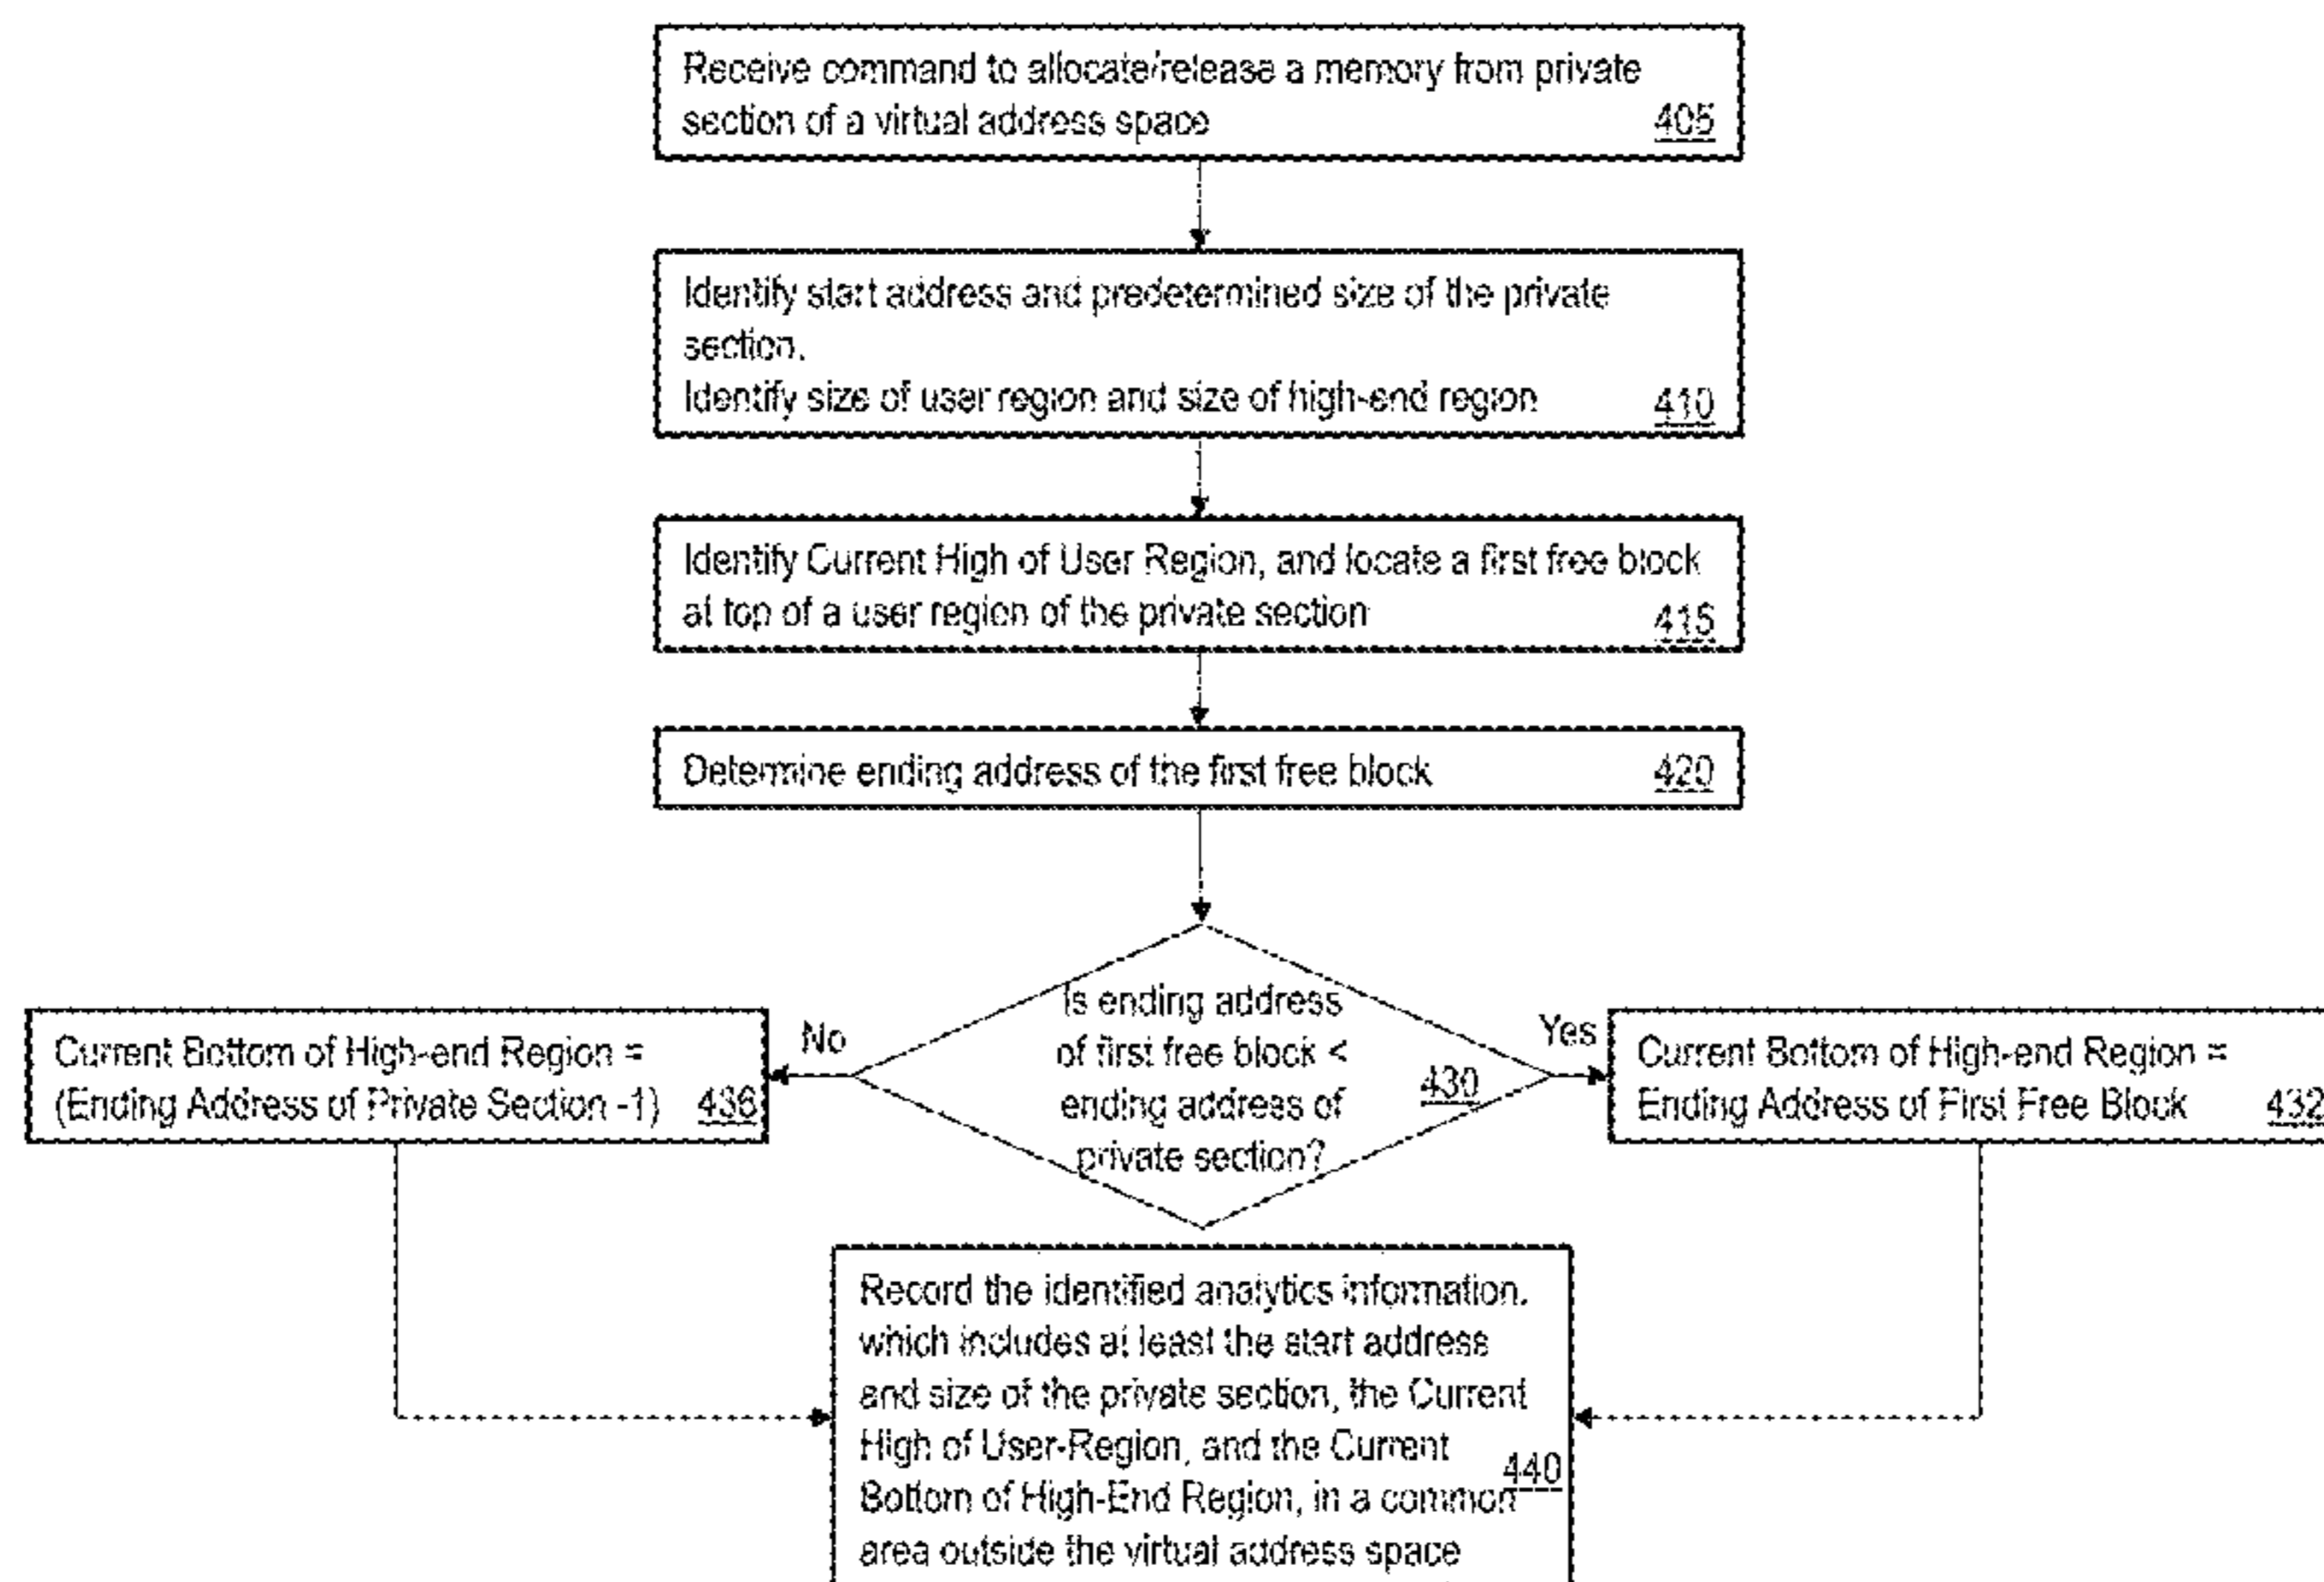 Receive command to allocate/release a memory from private
section of a virtual address space 405
Identify start address and predetermined size of the private
section.
Identify size of user region and size of high-end region 410
Identify Current High of User Region, and locate a first free block
at top of a user region of the private section 415
Determine ending address of the first free block 420
Is ending address
of first free block <
ending address of
private section?
430
No
Yes
Current Bottom of High-end Region =
(Ending Address of Private Section -1) 436
Current Bottom of High-end Region =
Ending Address of First Free Block 432
Record the identified analytics information,
which includes at least the start address
and size of the private section, the Current
High of User-Region, and the Current
Bottom of High-End Region, in a common
area outside the virtual address space
440